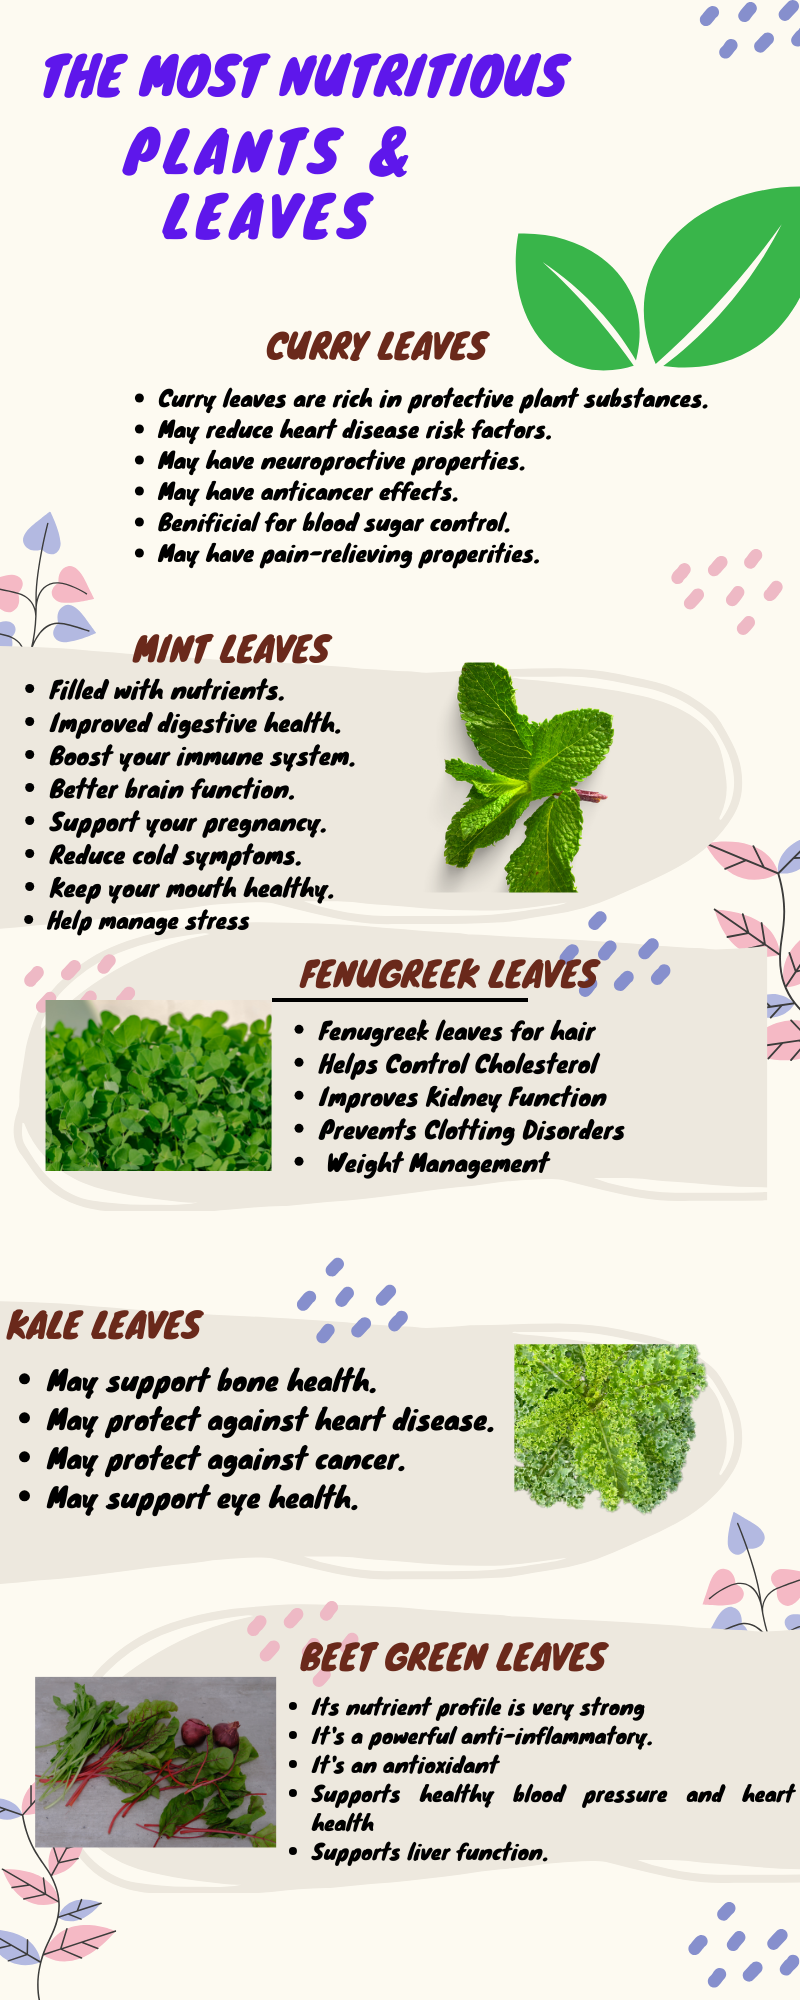 THE MOST NUTRITIOUS
PLANTS &
LEAVES
CURRY LEAVES
• Curry leaves are rich in protective plant substances.
• May reduce heart disease risk factors.
• May have neuroproctive properties.
• May have anticancer effects.
• Benificial for blood sugar control.
• May have pain-relieving properities.
MINT LEAVES
• Filled with nutrients.
• Improved digestive health.
• Boost your immune system.
• Better brain function.
• Support your pregnancy.
• Reduce cold symptoms.
• Keep your mouth healthy.
• Help manage stress
FENUGREEK LEAVES
• Fenugreek leaves for hair
• Helps Control Cholesterol
• Improves Kidney Function
• Prevents Clotting Disorders
• Weight Management
KALE LEAVES
• May support bone health.
• May protect against heart disease.
• May protect against cancer.
• May support eye health.
BEET GREEN LEAVES
• Its nutrient profile is very strong
• It's a powerful anti-inflammatory.
• It's an antioxidant
• Supports healthy blood pressure and heart
health
• Supports liver function.